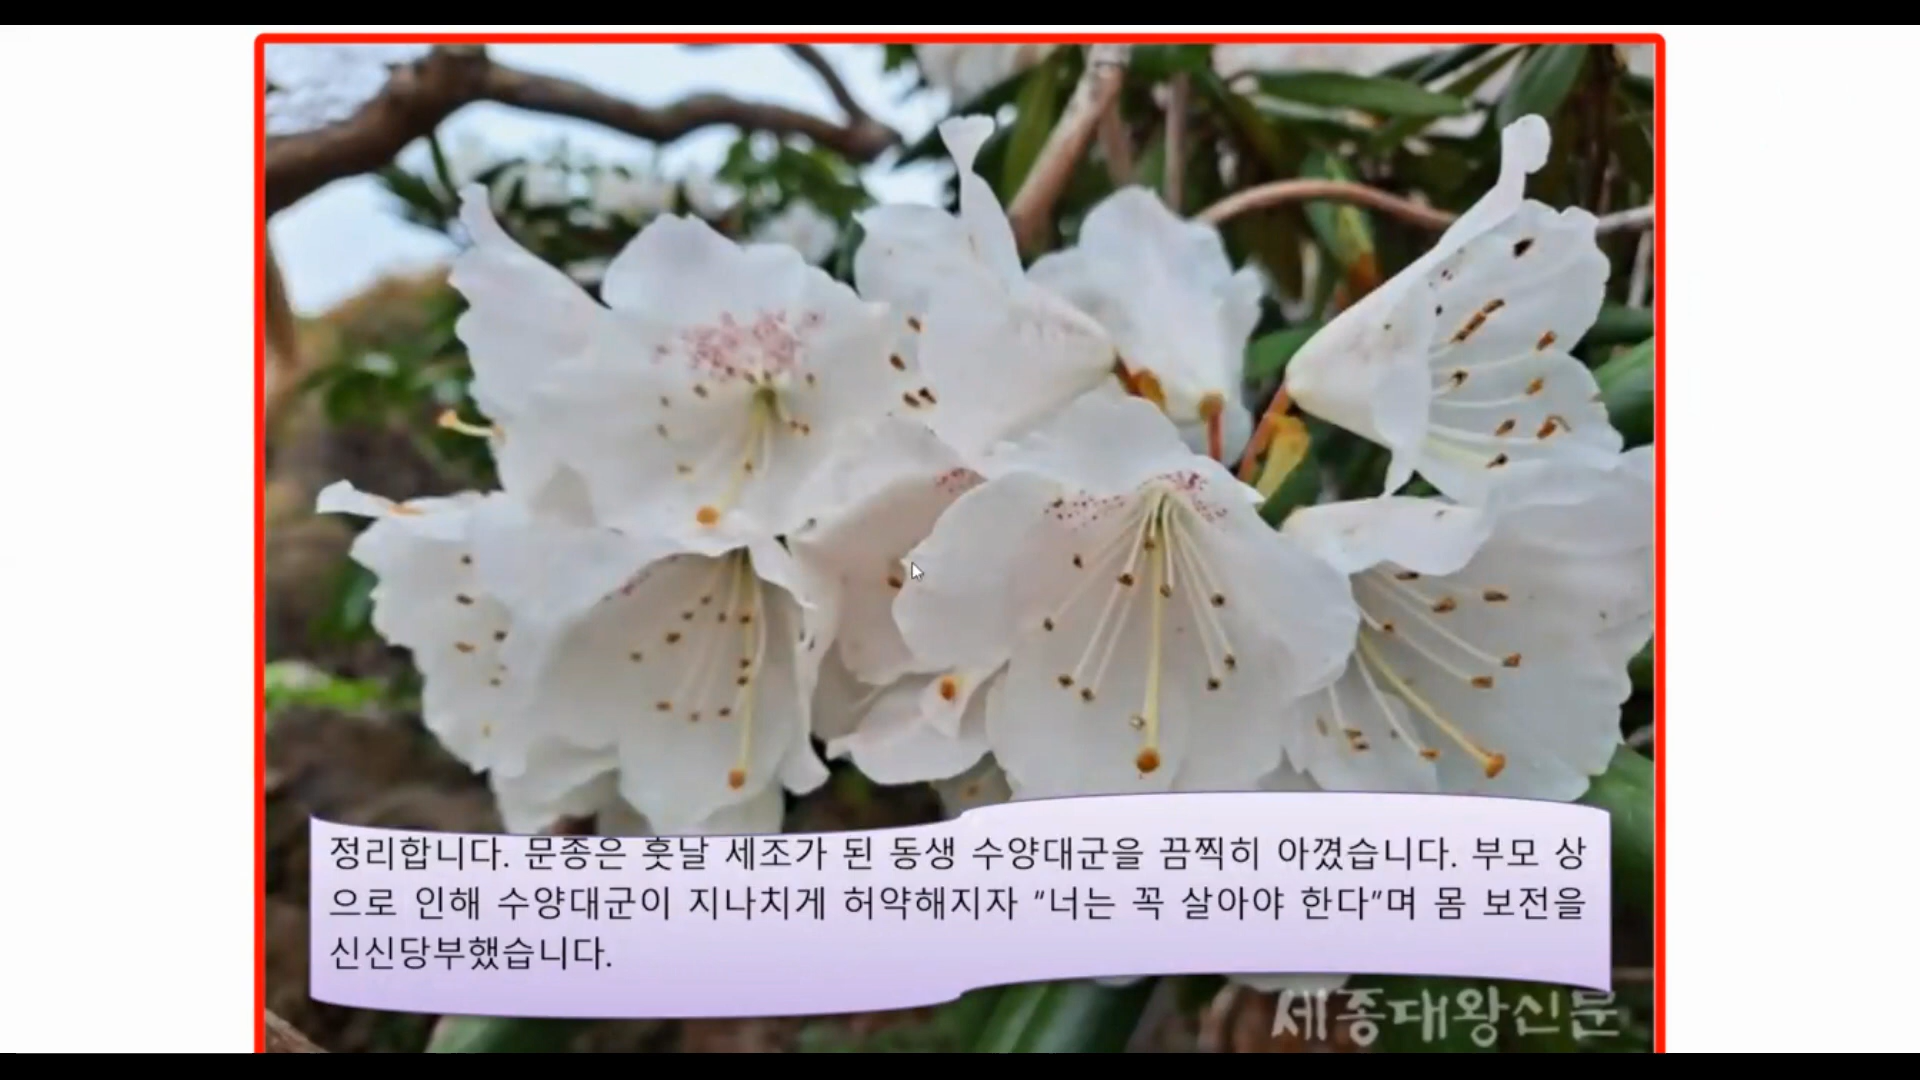 정리합니다. 문종은 훗날 세조가 된 동생 수양대군을 끔찍히 아꼈습니다. 부모 상
으로 인해 수양대군이 지나치게 허약해지자 “너는 꼭 살아야 한다”며 몸 보전을
신신당부했습니다.
세종대왕신문